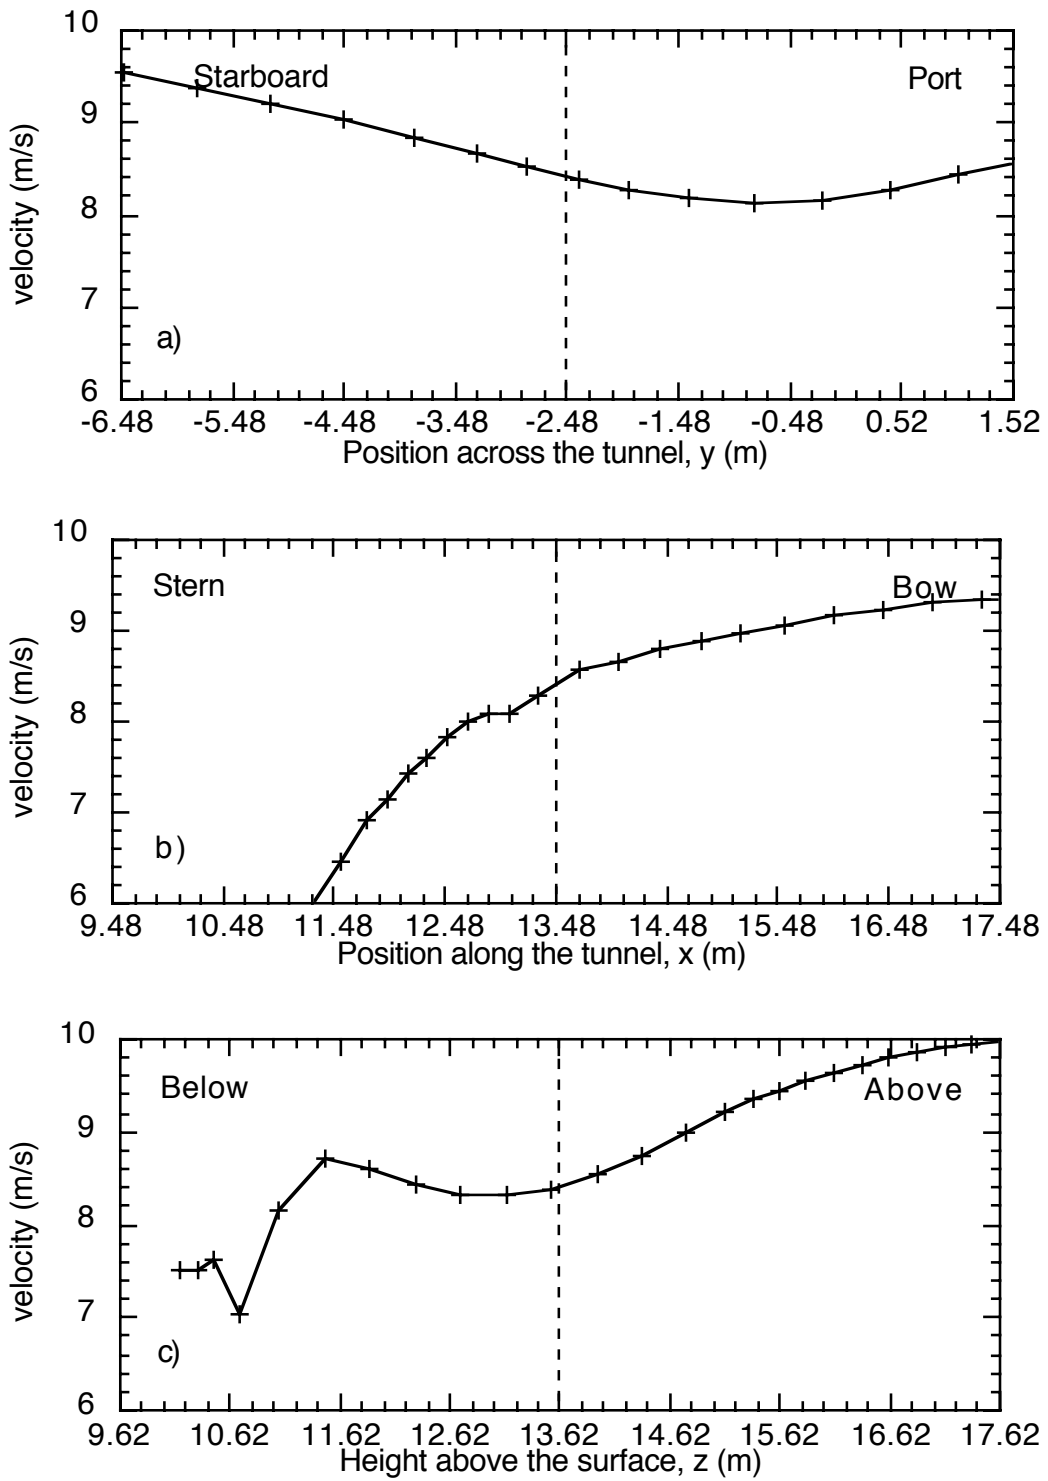 10
Starboard Port
9
8
7
a)
6
-6.48 -5.48 -4.48 -3.48 -2.48 -1.48 -0.48 0.52 1.52
Position across the tunnel, y (m)
velocity (m/s)
10
Stern Bow
9
8
7
b)
6
9.48 10.48 11.48 12.48 13.48 14.48 15.48 16.48 17.48
Position along the tunnel, x (m)
velocity (m/s)
10
Below Above
9
8
7
c)
6
9.62 10.62 11.62 12.62 13.62 14.62 15.62 16.62 17.62
Height above the surface, z (m)
velocity (m/s)